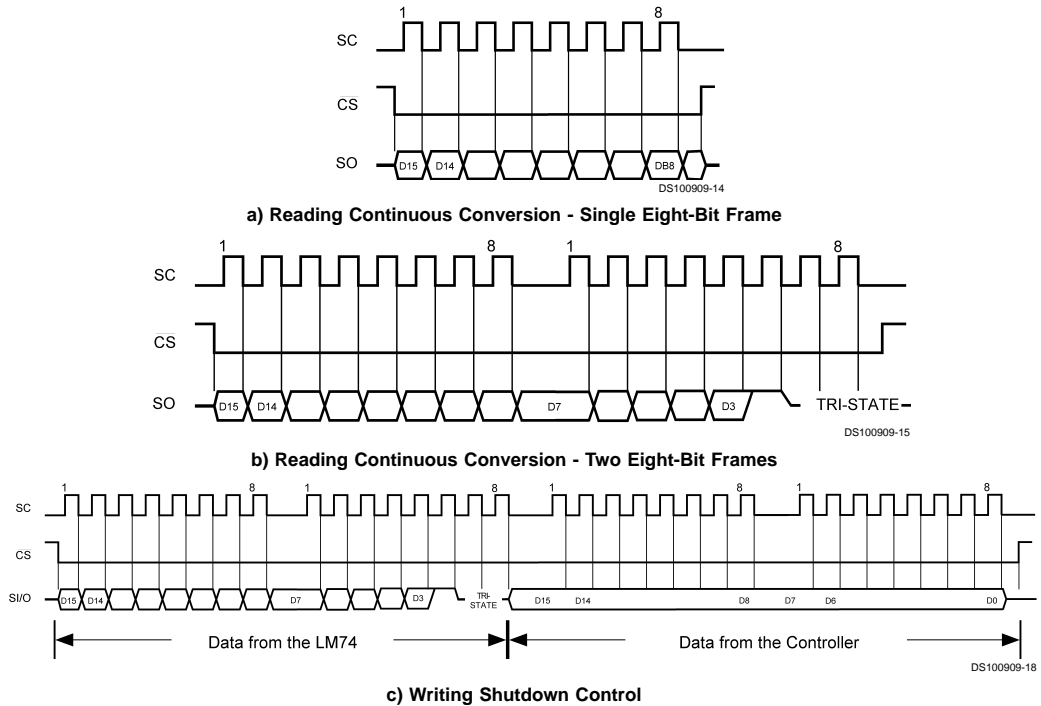 1 8
SC
CS
SO D15 D14 DB8
DS100909-14
a) Reading Continuous Conversion - Single Eight-Bit Frame
1 8 1 8
SC
CS
SO D15 D14 D7 D3 TRI-STATE
DS100909-15
b) Reading Continuous Conversion - Two Eight-Bit Frames
1 8 1 8 1 8 1 8
SC
CS
SI/O D15 D14 D7 D3 TRI-STATE D15 D14 D8 D7 D6 D0
Data from the LM74 Data from the Controller
DS100909-18
c) Writing Shutdown Control